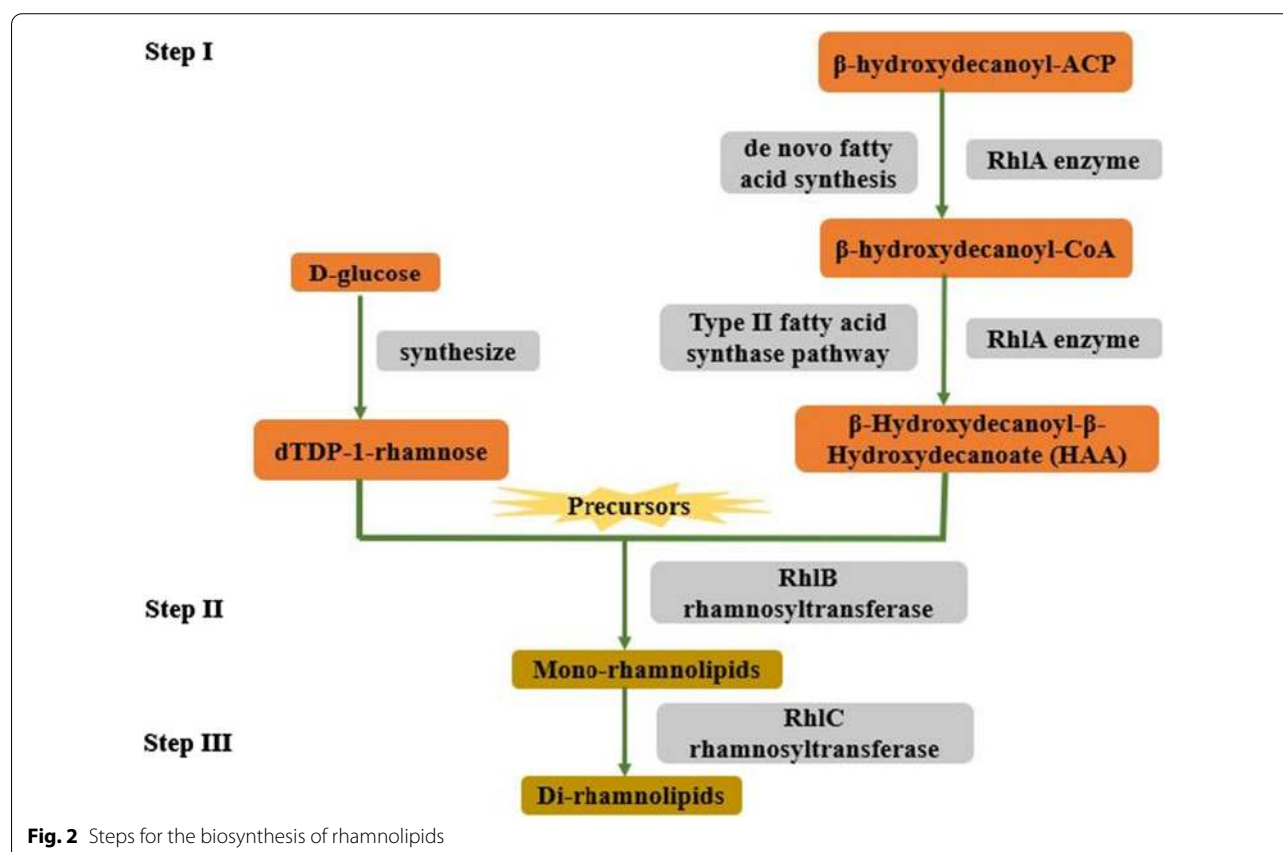 Step I
β-hydroxydecanoyl-ACP
de novo fatty
acid synthesis
RhlA enzyme
β-hydroxydecanoyl-CoA
D-glucose
Type II fatty acid
synthase pathway
RhlA enzyme
synthesize
dTDP-1-rhamnose
β-Hydroxydecanoyl-β-
Hydroxydecanoate (HAA)
Precursors
RhlB
rhamnosyltransferase
Step II
Mono-rhamnolipids
RhlC
rhamnosyltransferase
Step III
Di-rhamnolipids
Fig. 2 Steps for the biosynthesis of rhamnolipids